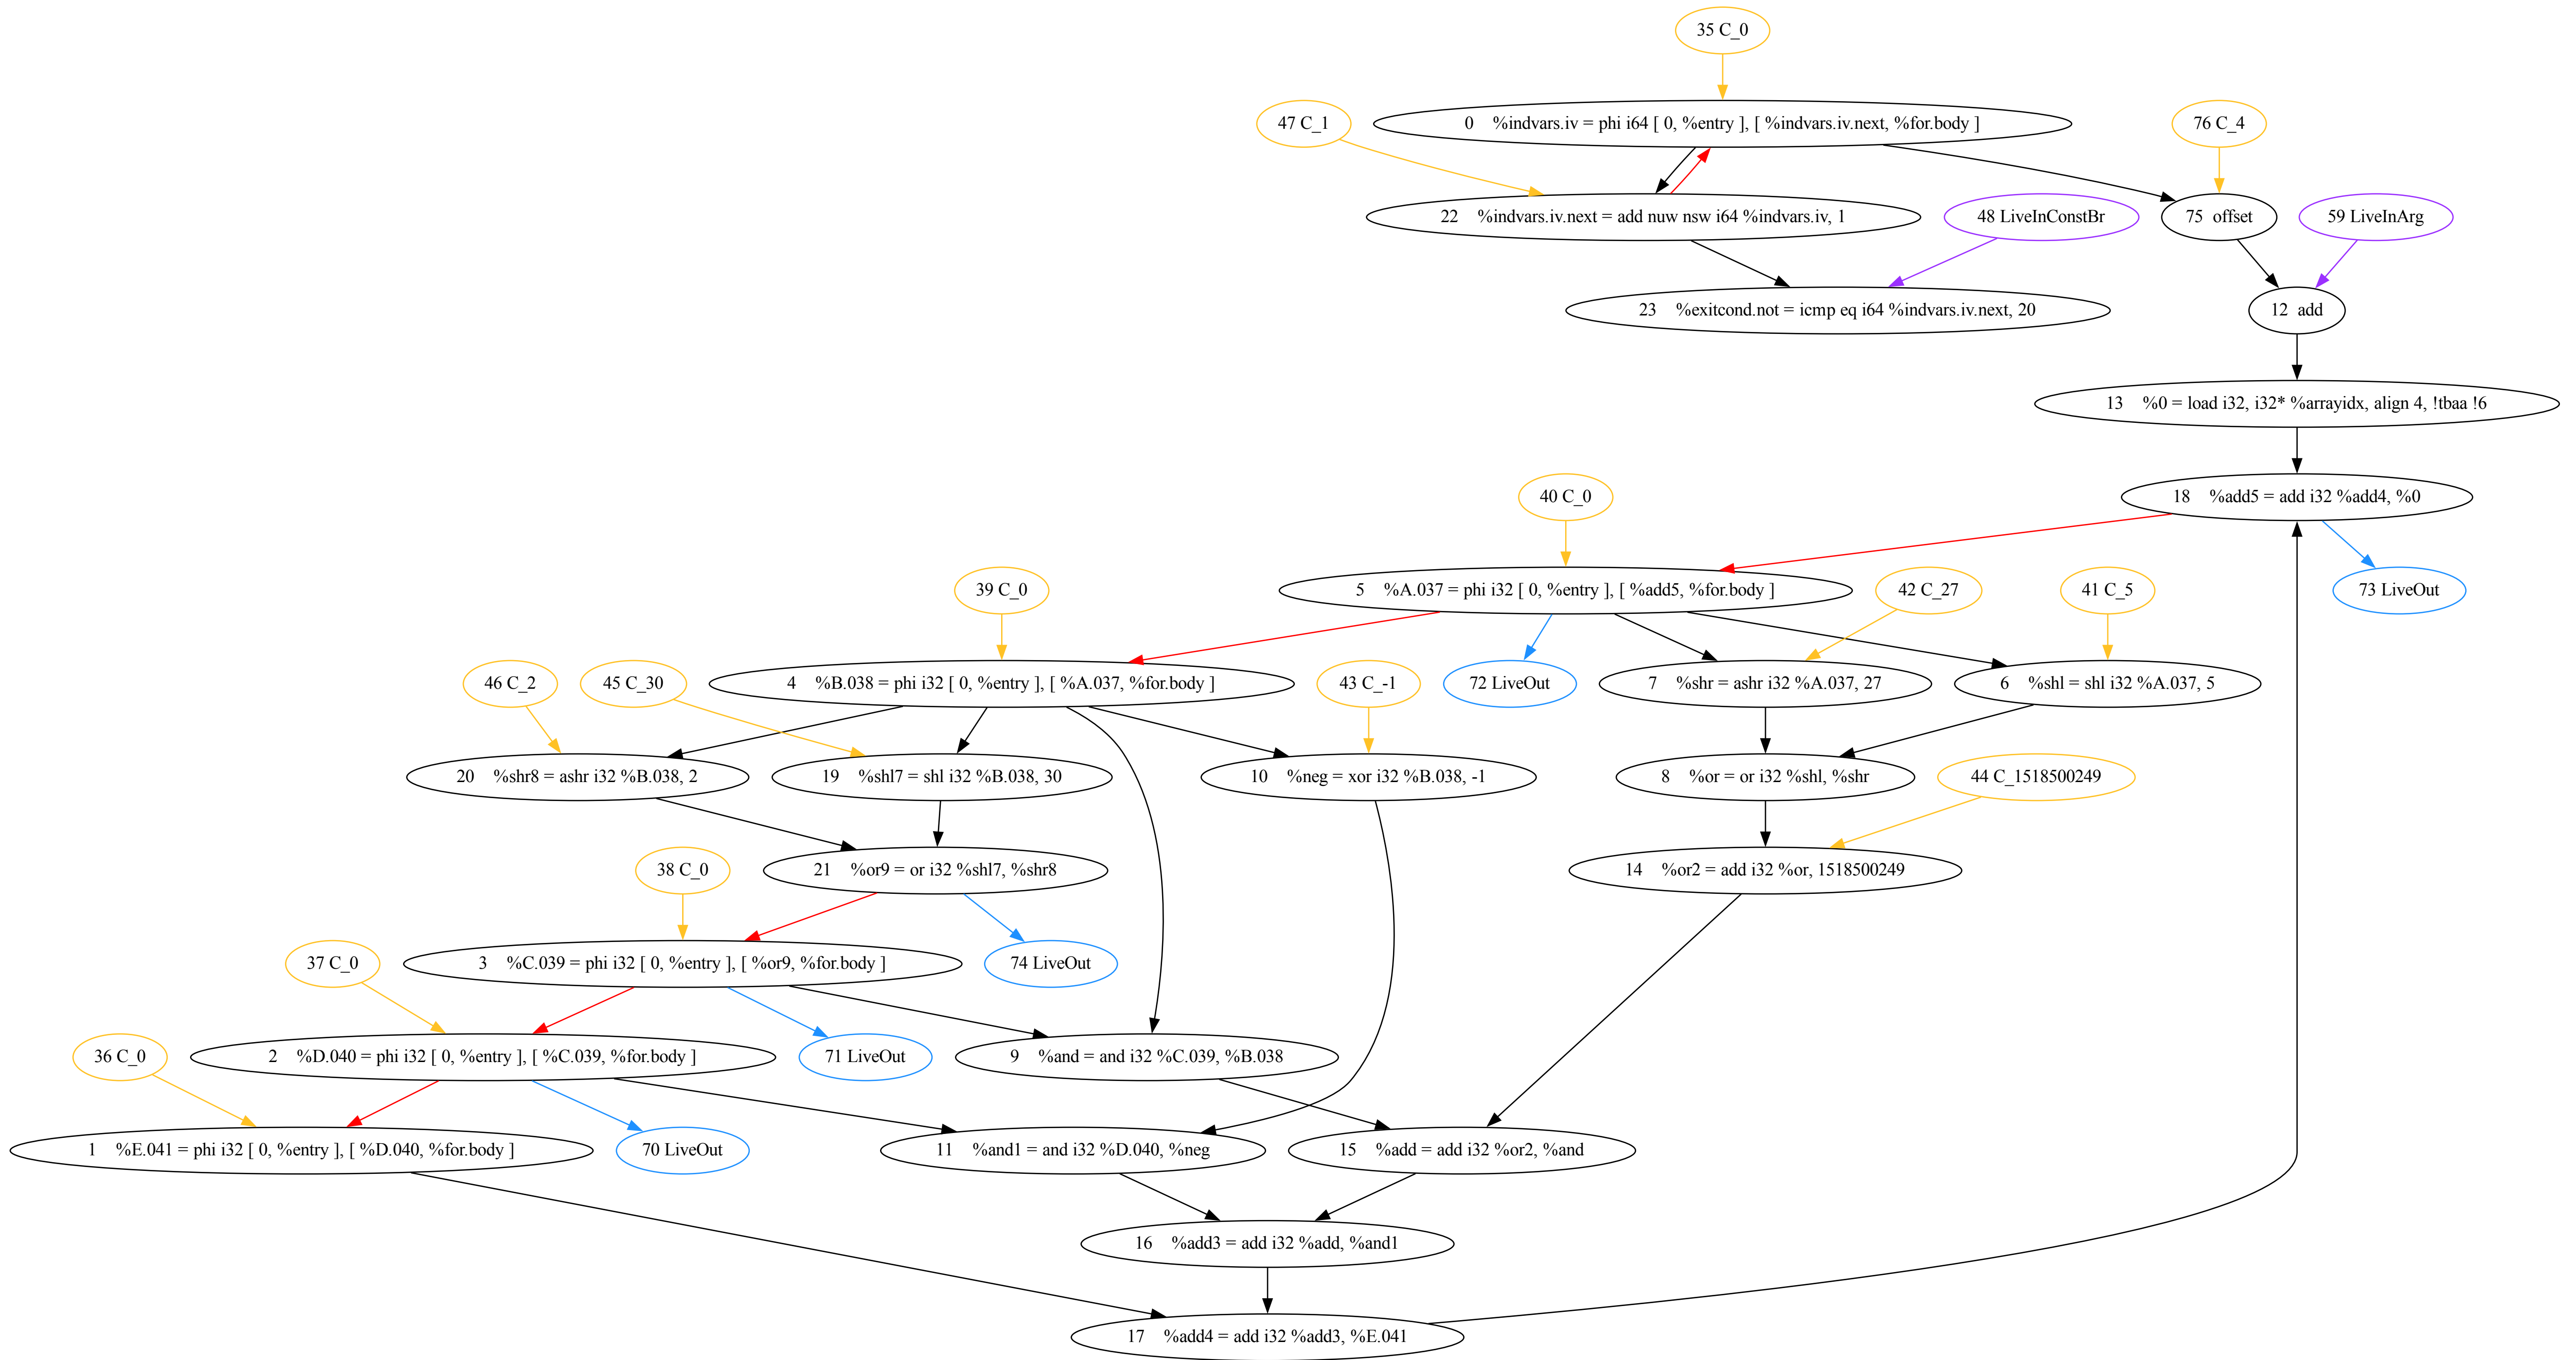 35 C_0
47 C_1
0 %indvars.iv = phi i64 [ 0, %entry ], [ %indvars.iv.next, %for.body ]
76 C_4
22 %indvars.iv.next = add nuw nsw i64 %indvars.iv, 1
48 LiveInConstBr
75 offset
59 LiveInArg
23 %exitcond.not = icmp eq i64 %indvars.iv.next, 20
12 add
13 %0 = load i32, i32* %arrayidx, align 4, !tbaa !6
40 C_0
18 %add5 = add i32 %add4, %0
39 C_0
5 %A.037 = phi i32 [ 0, %entry ], [ %add5, %for.body ]
42 C_27
41 C_5
73 LiveOut
46 C_2
45 C_30
4 %B.038 = phi i32 [ 0, %entry ], [ %A.037, %for.body ]
43 C_-1
72 LiveOut
7 %shr = ashr i32 %A.037, 27
6 %shl = shl i32 %A.037, 5
20 %shr8 = ashr i32 %B.038, 2
19 %shl7 = shl i32 %B.038, 30
10 %neg = xor i32 %B.038, -1
8 %or = or i32 %shl, %shr
44 C_1518500249
38 C_0
21 %or9 = or i32 %shl7, %shr8
14 %or2 = add i32 %or, 1518500249
37 C_0
3 %C.039 = phi i32 [ 0, %entry ], [ %or9, %for.body ]
74 LiveOut
36 C_0
2 %D.040 = phi i32 [ 0, %entry ], [ %C.039, %for.body ]
71 LiveOut
9 %and = and i32 %C.039, %B.038
1 %E.041 = phi i32 [ 0, %entry ], [ %D.040, %for.body ]
70 LiveOut
11 %and1 = and i32 %D.040, %neg
15 %add = add i32 %or2, %and
16 %add3 = add i32 %add, %and1
17 %add4 = add i32 %add3, %E.041